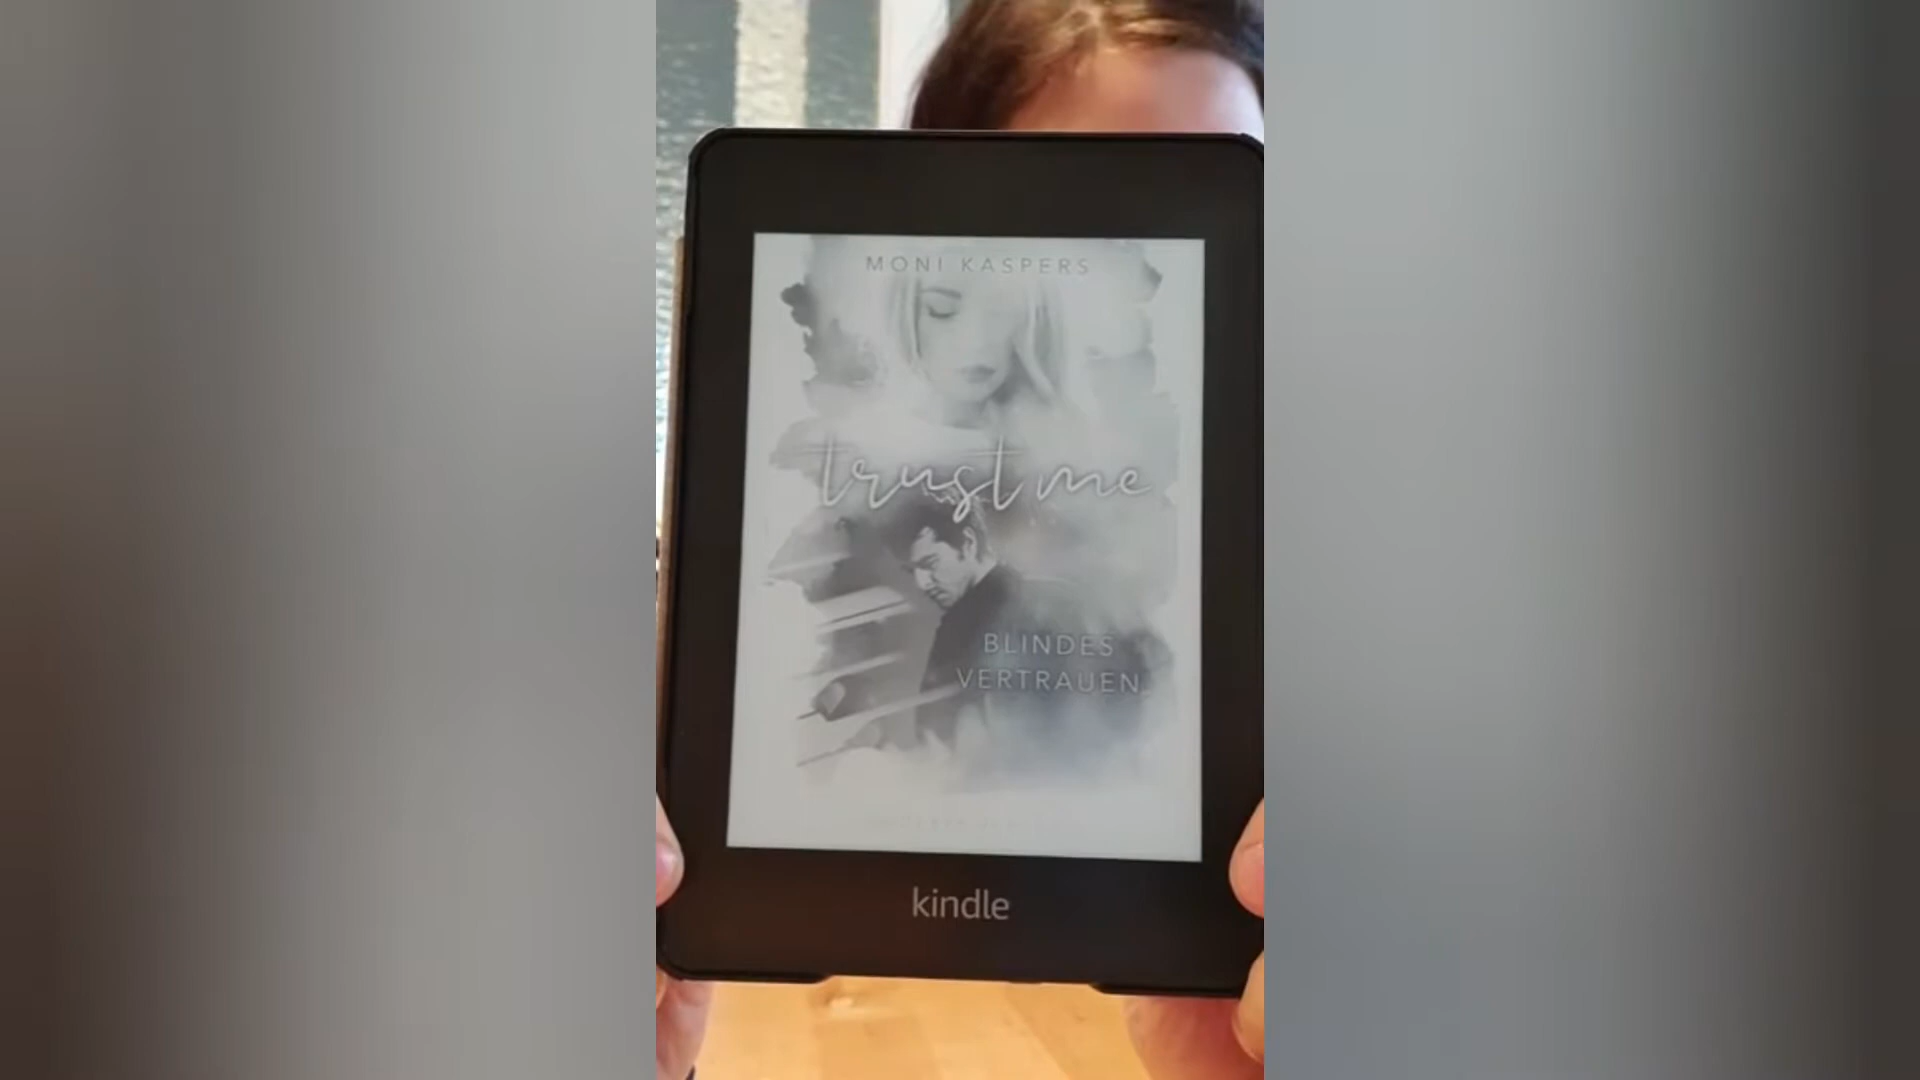 MONI KASPERS
trust me
BLINDES
VERTRAUEN
kindle